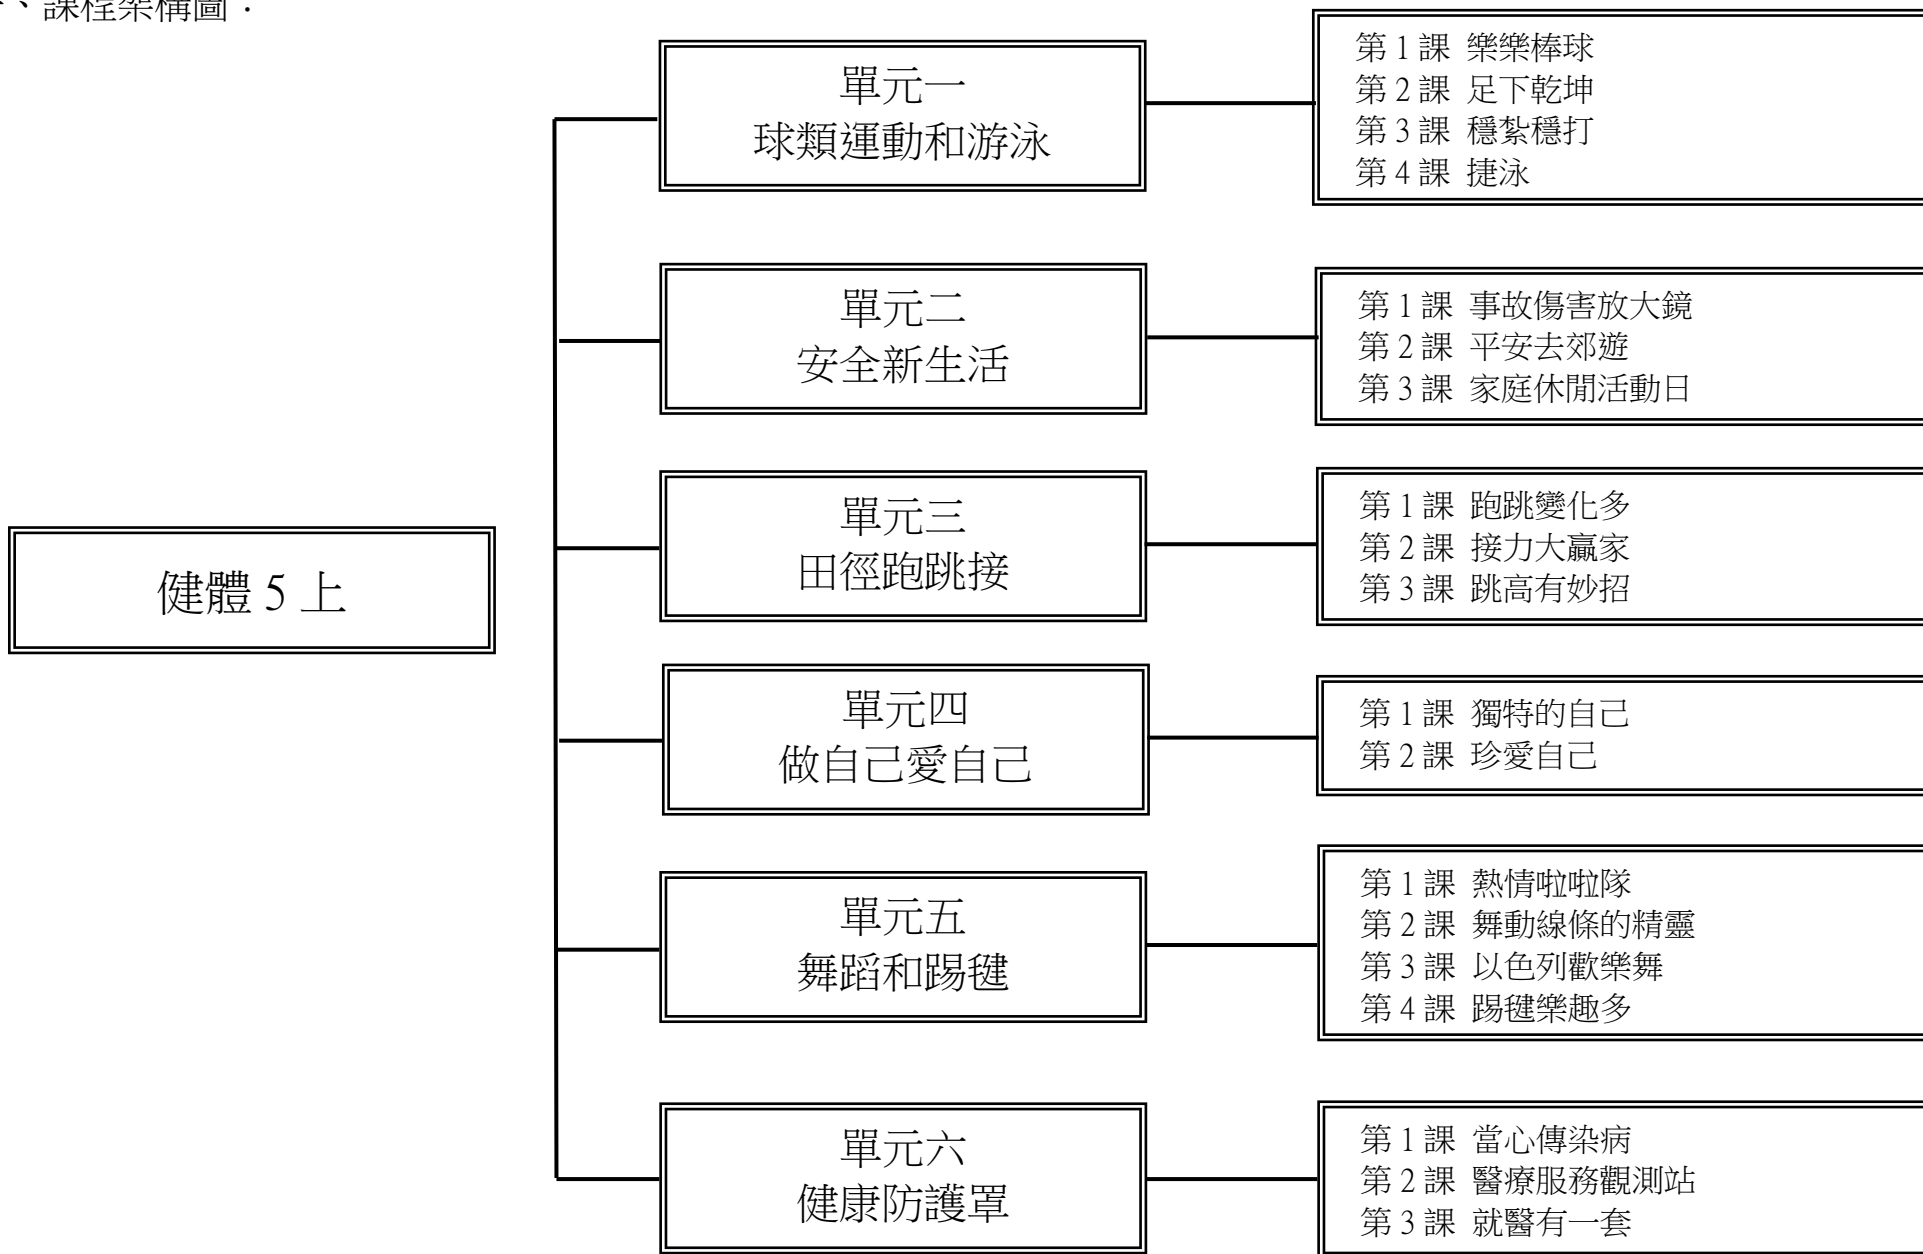 、課程架構圖：
健體 5 上
單元一
球類運動和游泳
第 1 課 樂樂棒球
第 2 課 足下乾坤
第 3 課 穩紮穩打
第 4 課 捷泳
單元二
安全新生活
第 1 課 事故傷害放大鏡
第 2 課 平安去郊遊
第 3 課 家庭休閒活動日
單元三
田徑跑跳接
第 1 課 跑跳變化多
第 2 課 接力大贏家
第 3 課 跳高有妙招
單元四
做自己愛自己
第 1 課 獨特的自己
第 2 課 珍愛自己
單元五
舞蹈和踢毽
第 1 課 熱情啦啦隊
第 2 課 舞動線條的精靈
第 3 課 以色列歡樂舞
第 4 課 踢毽樂趣多
單元六
健康防護罩
第 1 課 當心傳染病
第 2 課 醫療服務觀測站
第 3 課 就醫有一套